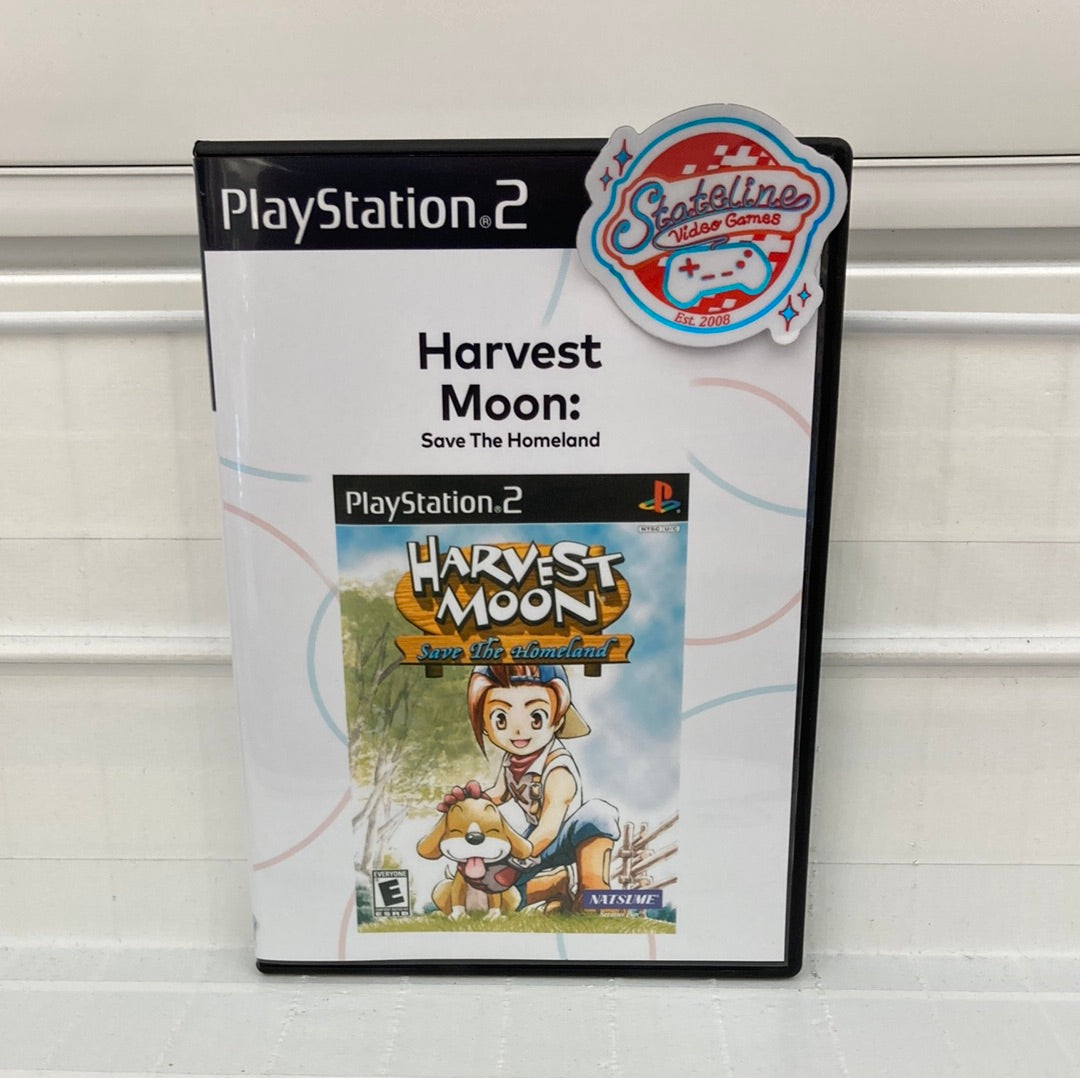 PlayStation®2
Stateline
Video Games
Est. 2008
Harvest
Moon:
Save The Homeland
PlayStation®2
NTSC U/C
HARVEST
MOON
Save The Homeland
EVERYONE
E
ESRB
NATSUME